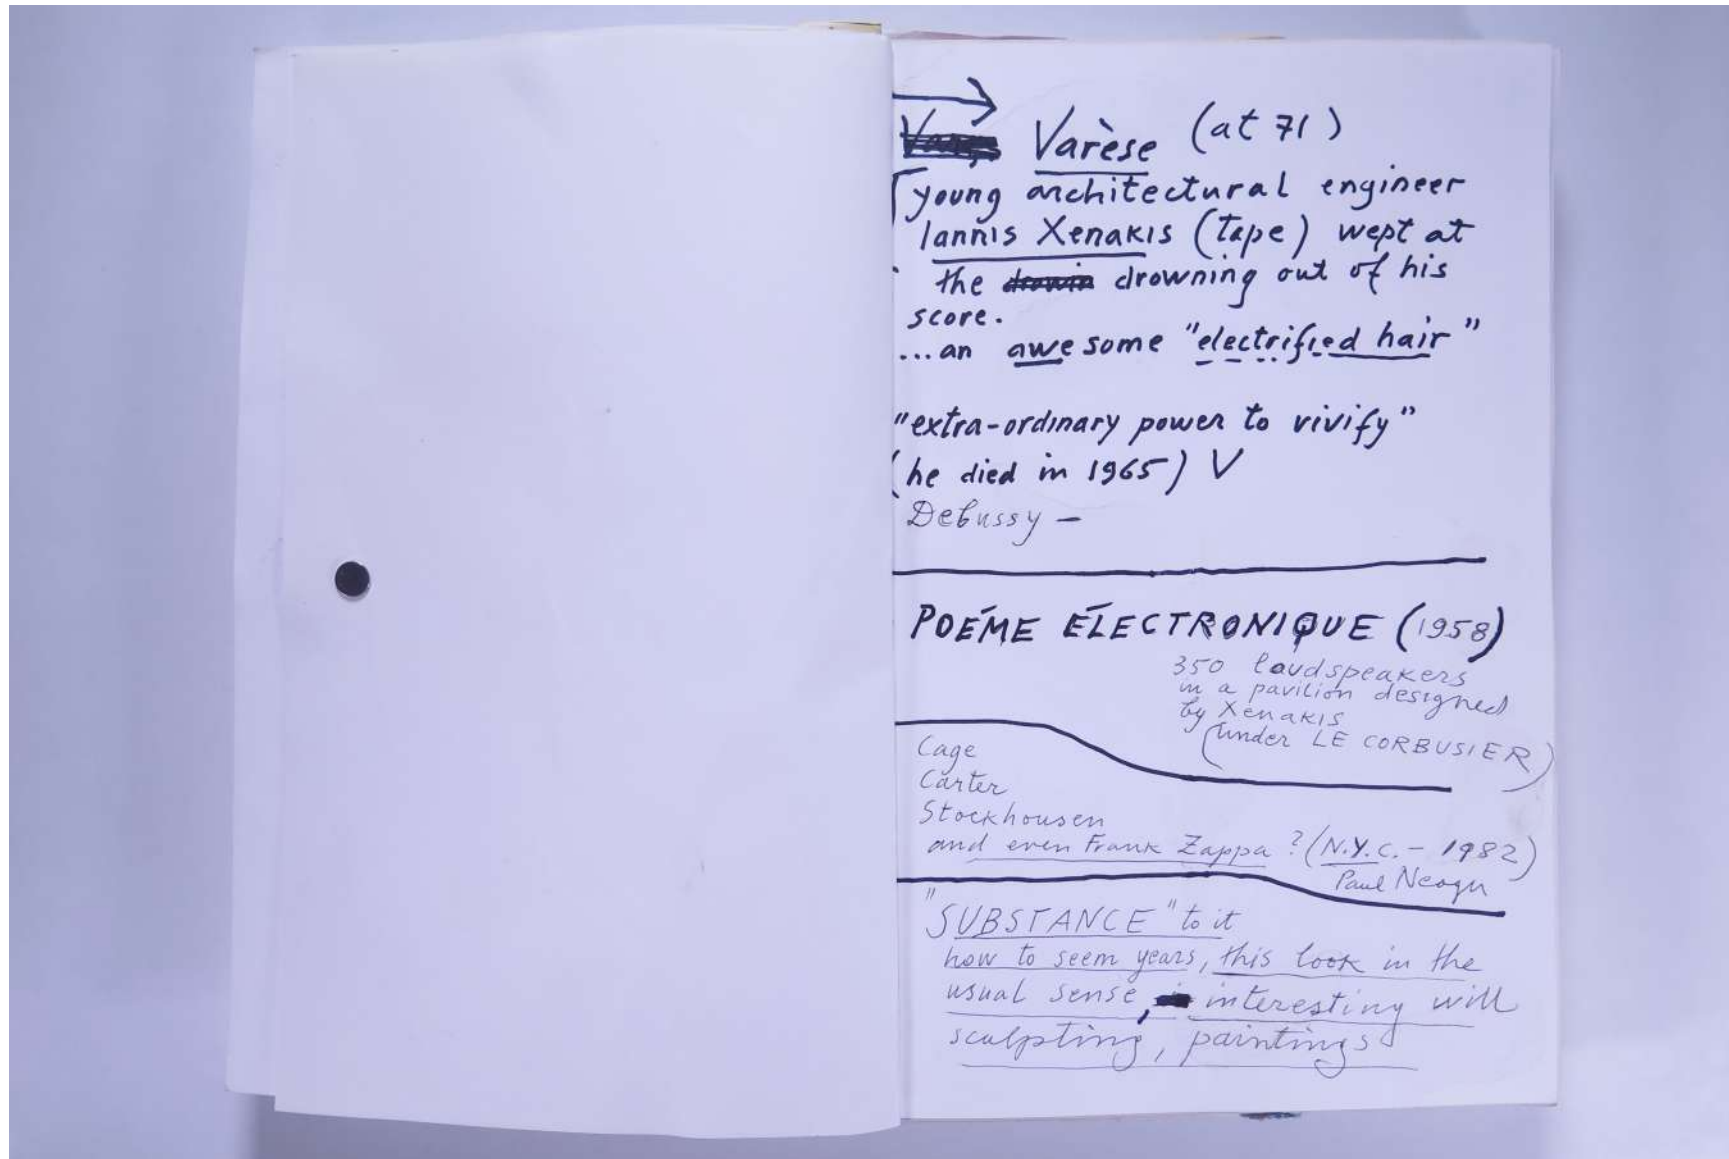 Varèse (at 71)
young architectural engineer
Iannis Xenakis (tape) wept at
the drowin drowning out of his
score.
...an awesome "electrified hair"
"extra-ordinary power to vivify"
(he died in 1965) V
Debussy –
POÉME ÉLECTRONIQUE (1958)
350 loudspeakers
in a pavilion designed
by Xenakis
(under LE CORBUSIER)
Cage
Carter
Stockhousen
and even Frank Zappa ? (N.Y.C. – 1982)
Paul Neagu
"SUBSTANCE" to it
how to seem years, this look in the
usual sense, interesting will
sculpting, paintings